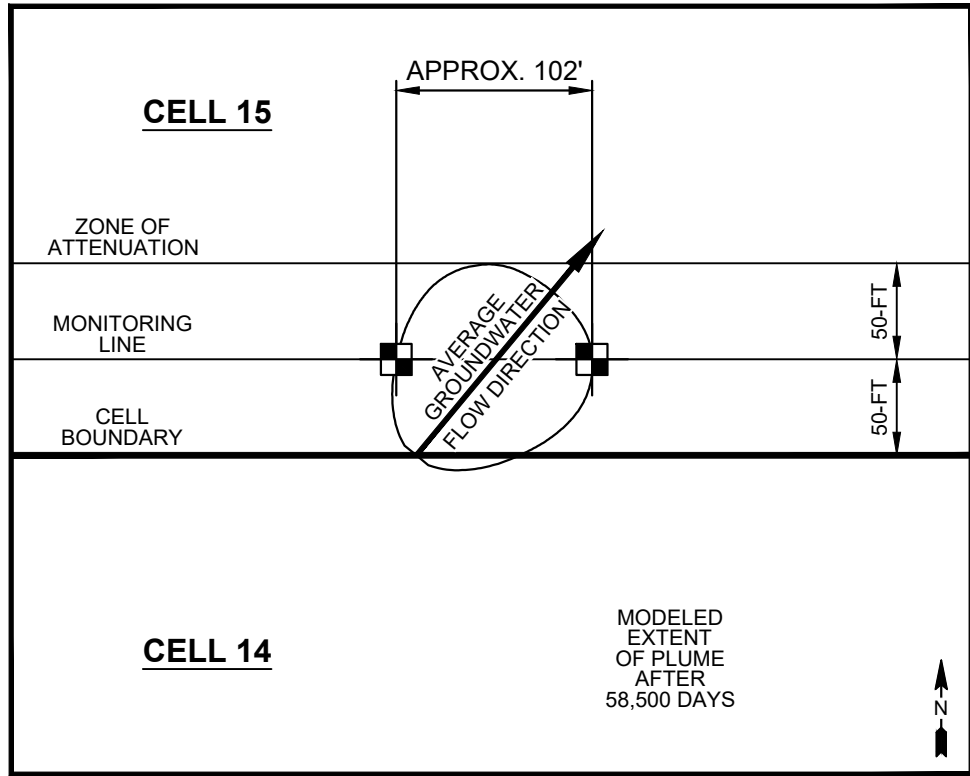 APPROX. 102'
CELL 15
ZONE OF
ATTENUATION
AVERAGE
GROUNDWATER
FLOW DIRECTION
50-FT
MONITORING
LINE
50-FT
CELL
BOUNDARY
CELL 14
MODELED
EXTENT
OF PLUME
AFTER
58,500 DAYS
N